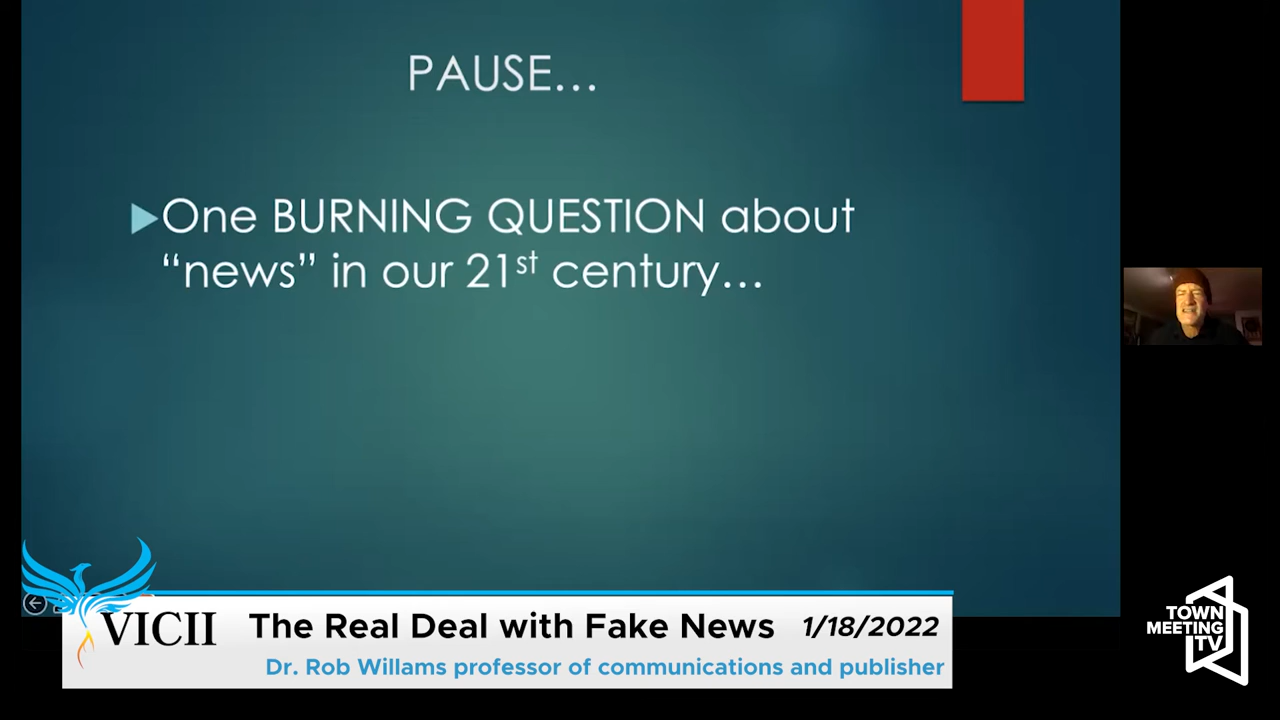 PAUSE...
One BURNING QUESTION about
“news” in our 21st century...
VICII
The Real Deal with Fake News 1/18/2022
Dr. Rob Willams professor of communications and publisher
TOWN
MEETING
TV